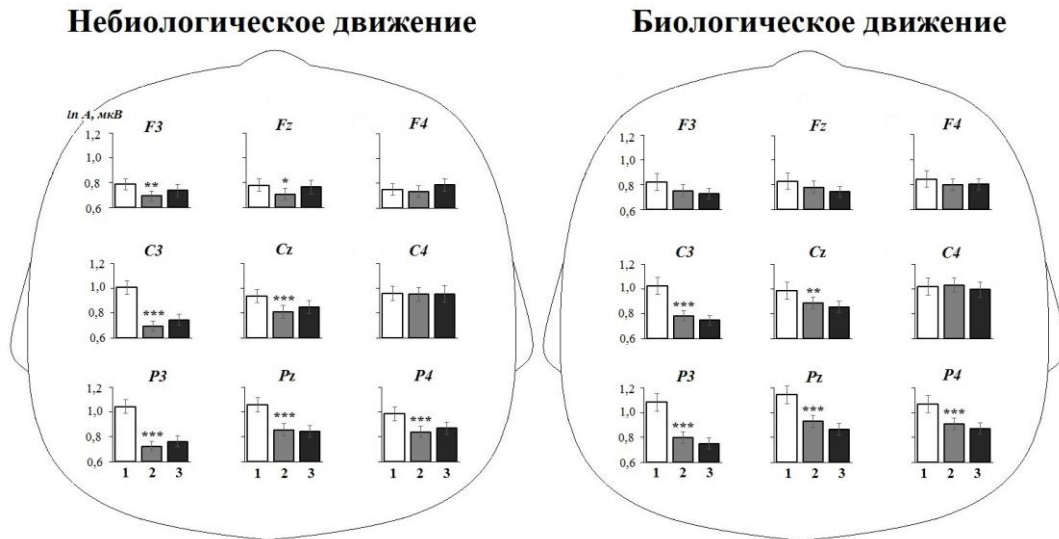 Небиологическое движение
ln A, мкВ
F3 Fz F4
1,2
1,0
0,8 ** *
0,6
C3 Cz C4
1,2
1,0
0,8 *** ***
0,6
P3 Pz P4
1,2
1,0
0,8 *** *** ***
0,6
1 2 3 1 2 3 1 2 3
Биологическое движение
F3 Fz F4
1,2
1,0
0,8
0,6
C3 Cz C4
1,2
1,0 **
0,8 ***
0,6
P3 Pz P4
1,2
1,0 *** ***
0,8 ***
0,6
1 2 3 1 2 3 1 2 3